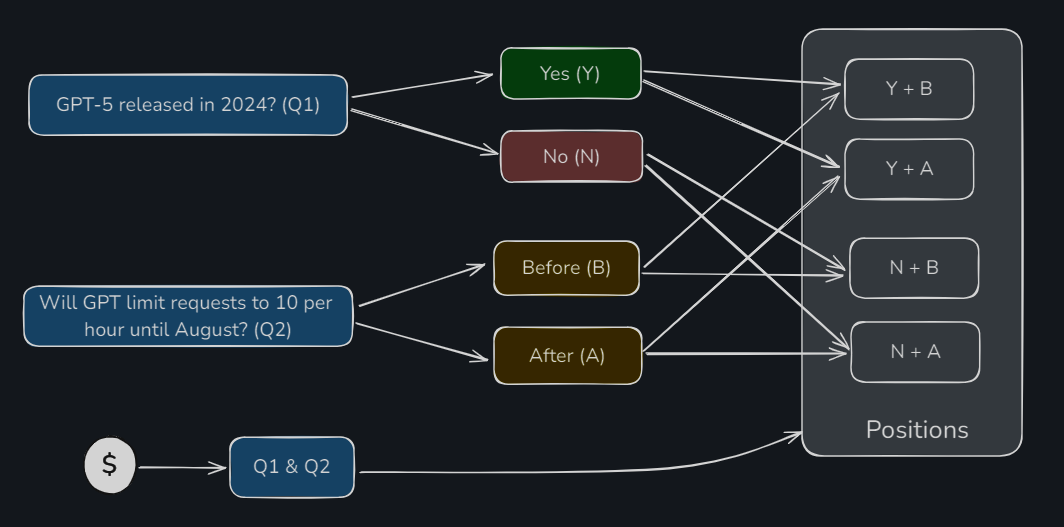 GPT-5 released in 2024? (Q1)
Yes (Y)
No (N)
Will GPT limit requests to 10 per
hour until August? (Q2)
Before (B)
After (A)
Y + B
Y + A
N + B
N + A
Positions
$
Q1 & Q2